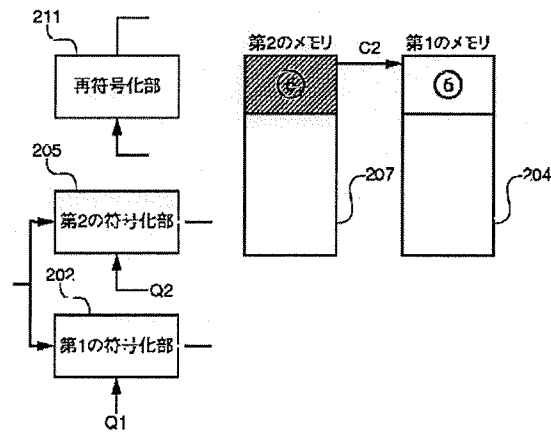 211
再符号化部
205
第2の符号化部
Q2
202
第1の符号化部
Q1
第2のメモリ
C2
第1のメモリ
⑥
207
204